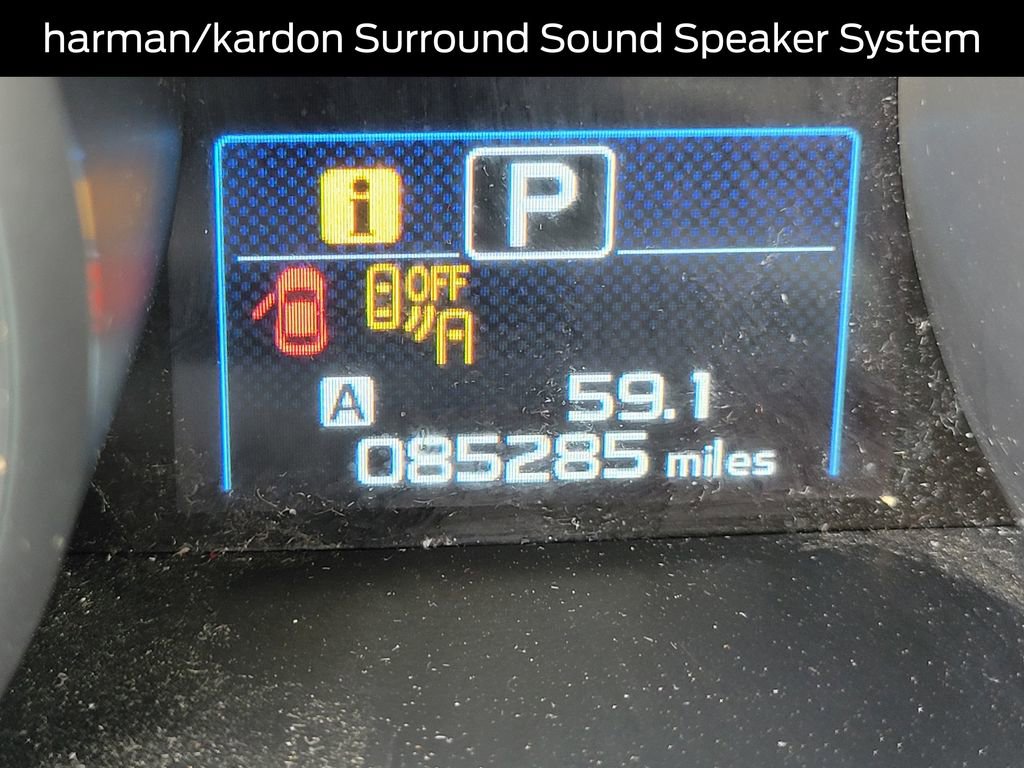 harman/kardon Surround Sound Speaker System
i P
OFF
A 59.1
085285 miles